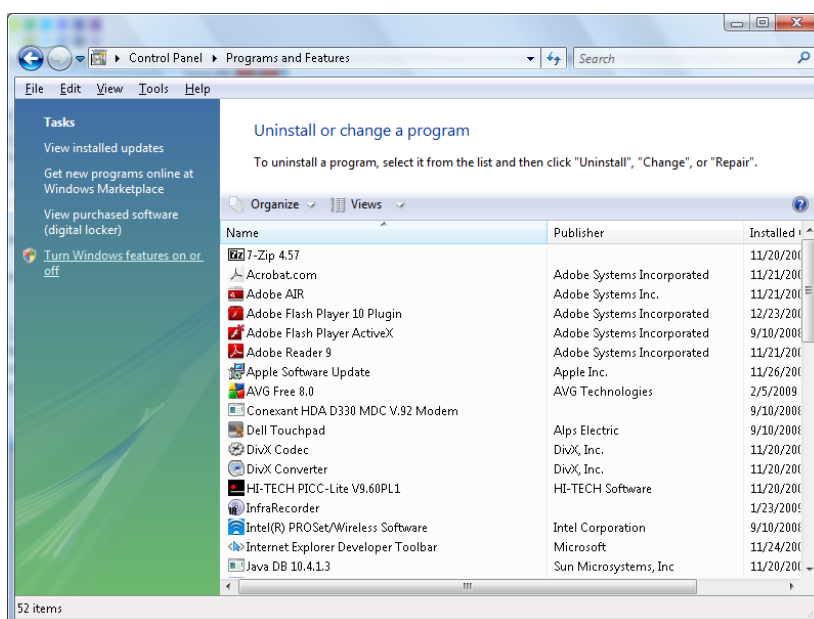 Control Panel Programs and Features
Search
File Edit View Tools Help
Tasks
View installed updates
Get new programs online at
Windows Marketplace
View purchased software
(digital locker)
Turn Windows features on or
off
Uninstall or change a program
To uninstall a program, select it from the list and then click "Uninstall", "Change", or "Repair".
Organize Views
Name Publisher Installed
7-Zip 4.57 11/20/200
Acrobat.com Adobe Systems Incorporated 11/21/200
Adobe AIR Adobe Systems Inc. 11/21/200
Adobe Flash Player 10 Plugin Adobe Systems Incorporated 12/23/200
Adobe Flash Player ActiveX Adobe Systems Incorporated 9/10/2008
Adobe Reader 9 Adobe Systems Incorporated 11/21/200
Apple Software Update Apple Inc. 11/26/200
AVG Free 8.0 AVG Technologies 2/5/2009
Conexant HDA D330 MDC V.92 Modem 9/10/2008
Dell Touchpad Alps Electric 9/10/2008
DivX Codec DivX, Inc. 11/20/200
DivX Converter DivX, Inc. 11/20/200
HI-TECH PICC-Lite V9.60PL1 HI-TECH Software 11/20/200
InfraRecorder 1/23/2009
Intel(R) PROSet/Wireless Software Intel Corporation 9/10/2008
Internet Explorer Developer Toolbar Microsoft 11/24/200
Java DB 10.4.1.3 Sun Microsystems, Inc 11/20/200
52 items